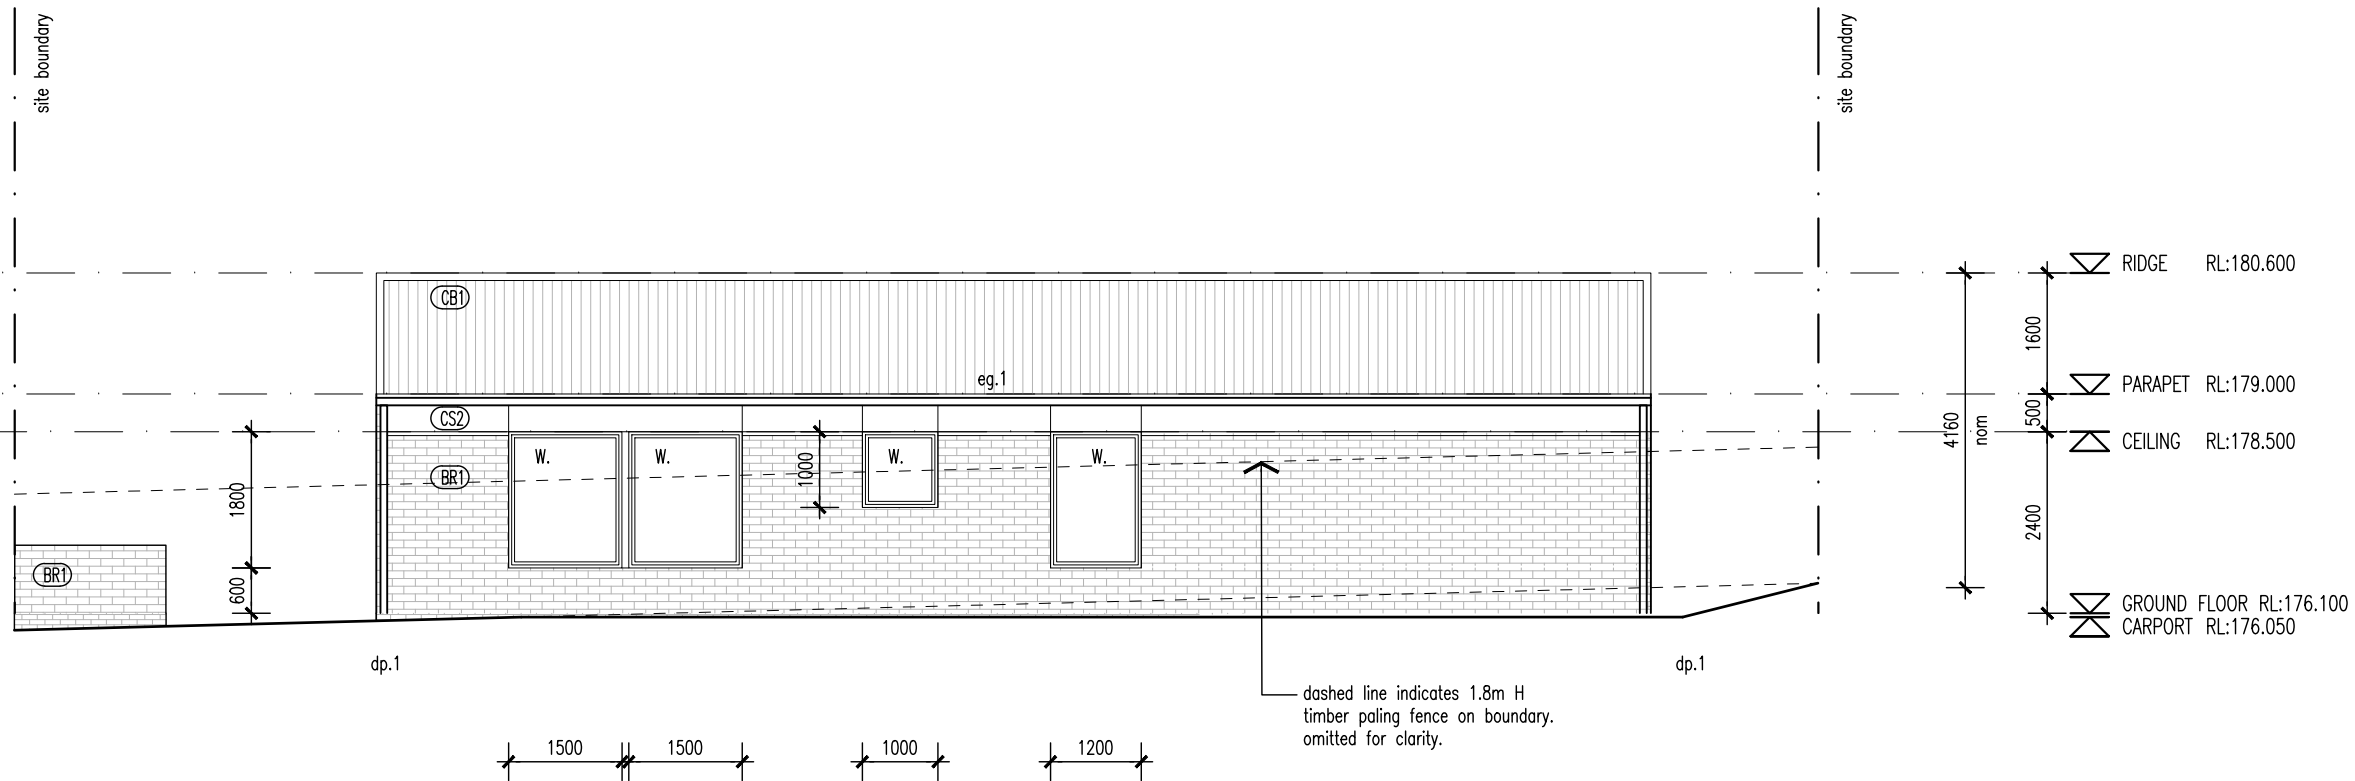 site boundary
site boundary
RIDGE RL:180.600
CB1
1600
eg.1
PARAPET RL:179.000
CS2
500
4160
nom
CEILING RL:178.500
W.
W.
W.
W.
1000
BR1
1800
2400
BR1
600
GROUND FLOOR RL:176.100
CARPORT RL:176.050
dp.1
dp.1
dashed line indicates 1.8m H
timber paling fence on boundary.
omitted for clarity.
1500
1500
1000
1200